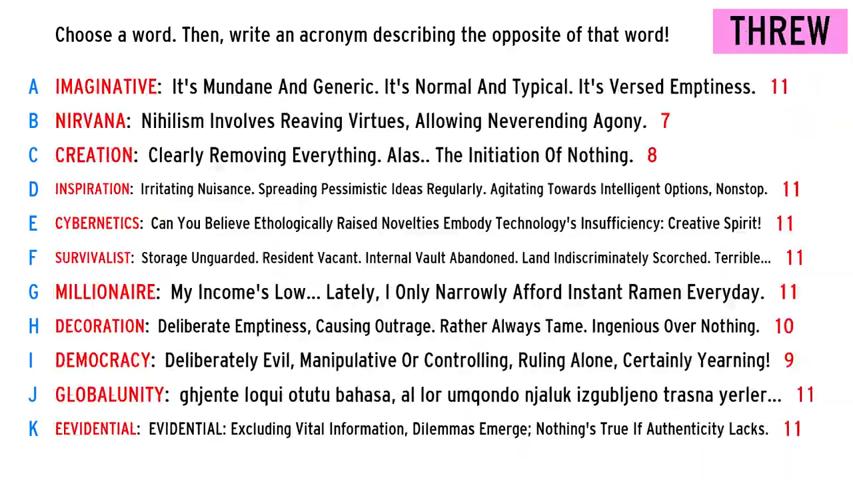 Choose a word. Then, write an acronym describing the opposite of that word!
THREW
A IMAGINATIVE: It's Mundane And Generic. It's Normal And Typical. It's Versed Emptiness. 11
B NIRVANA: Nihilism Involves Reaving Virtues, Allowing Neverending Agony. 7
C CREATION: Clearly Removing Everything. Alas.. The Initiation Of Nothing. 8
D INSPIRATION: Irritating Nuisance. Spreading Pessimistic Ideas Regularly. Agitating Towards Intelligent Options, Nonstop. 11
E CYBERNETICS: Can You Believe Ethologically Raised Novelties Embody Technology's Insufficiency: Creative Spirit! 11
F SURVIVALIST: Storage Unguarded. Resident Vacant. Internal Vault Abandoned. Land Indiscriminately Scorched. Terrible... 11
G MILLIONAIRE: My Income's Low... Lately, I Only Narrowly Afford Instant Ramen Everyday. 11
H DECORATION: Deliberate Emptiness, Causing Outrage. Rather Always Tame. Ingenious Over Nothing. 10
I DEMOCRACY: Deliberately Evil, Manipulative Or Controlling, Ruling Alone, Certainly Yearning! 9
J GLOBALUNITY: ghjente loqui otutu bahasa, al lor umqondo njaluk izgubljeno trasna yerler... 11
K EEVIDENTIAL: EVIDENTIAL: Excluding Vital Information, Dilemmas Emerge; Nothing's True If Authenticity Lacks. 11